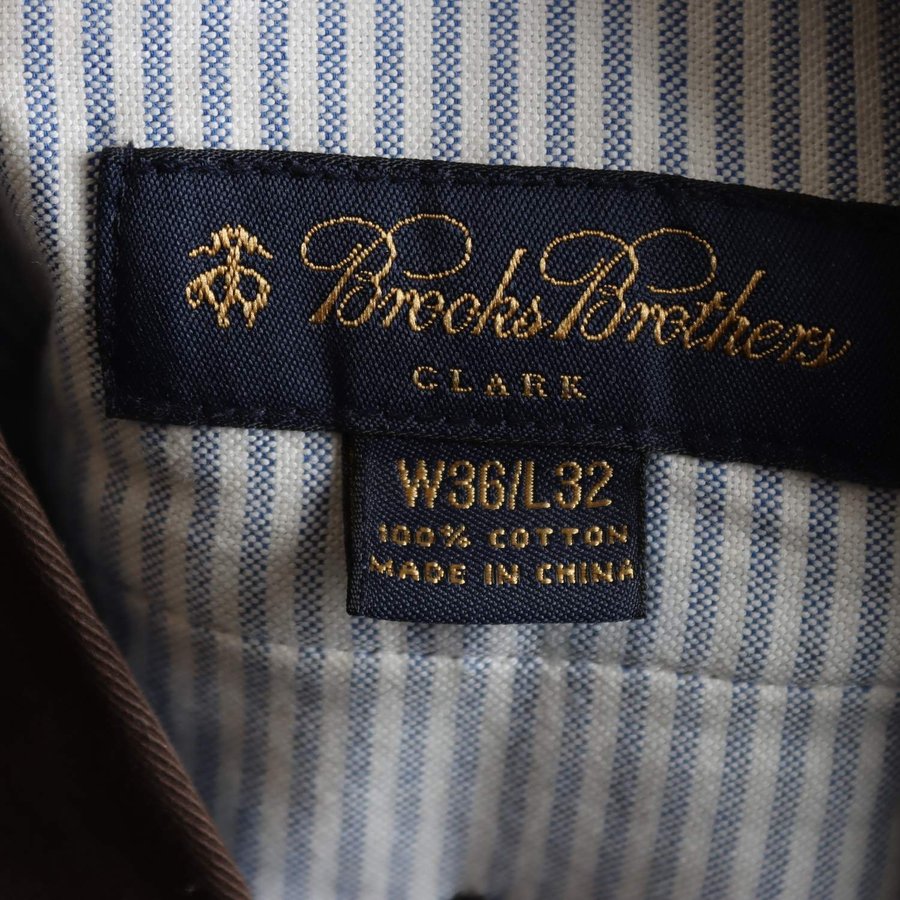 Brooks Brothers
CLARK
W36/L32
100% COTTON
MADE IN CHINA